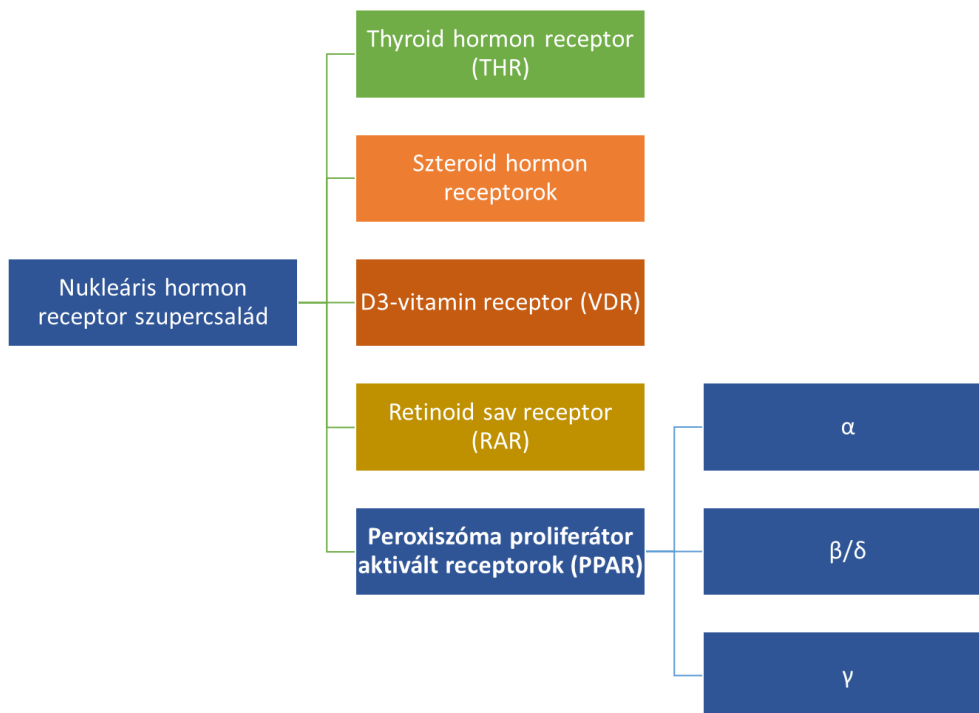 Thyroid hormon receptor
(THR)
Szteroid hormon
receptorok
Nukleáris hormon
receptor szupercsalád
D3-vitamin receptor (VDR)
Retinoid sav receptor
(RAR)
α
Peroxiszóma proliferátor
aktivált receptorok (PPAR)
β/δ
γ